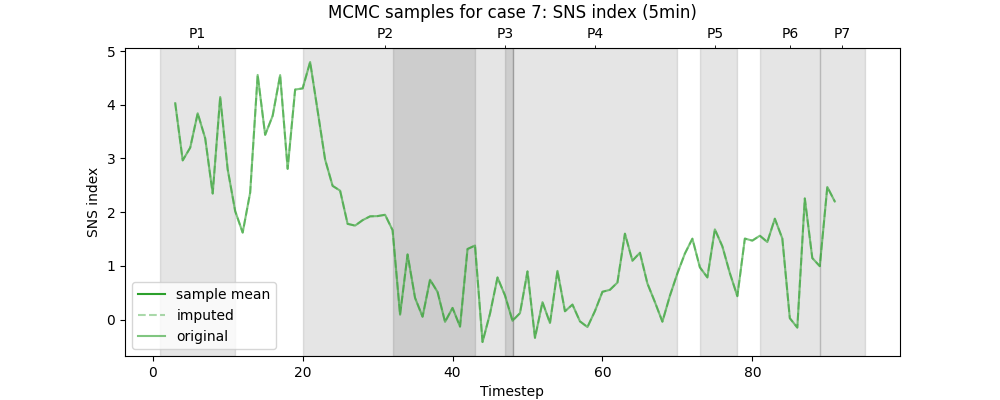 MCMC samples for case 7: SNS index (5min)
P1 P2 P3 P4 P5 P6 P7
5
4
3
2
1
0
SNS index
sample mean
imputed
original
0 20 40 60 80
Timestep